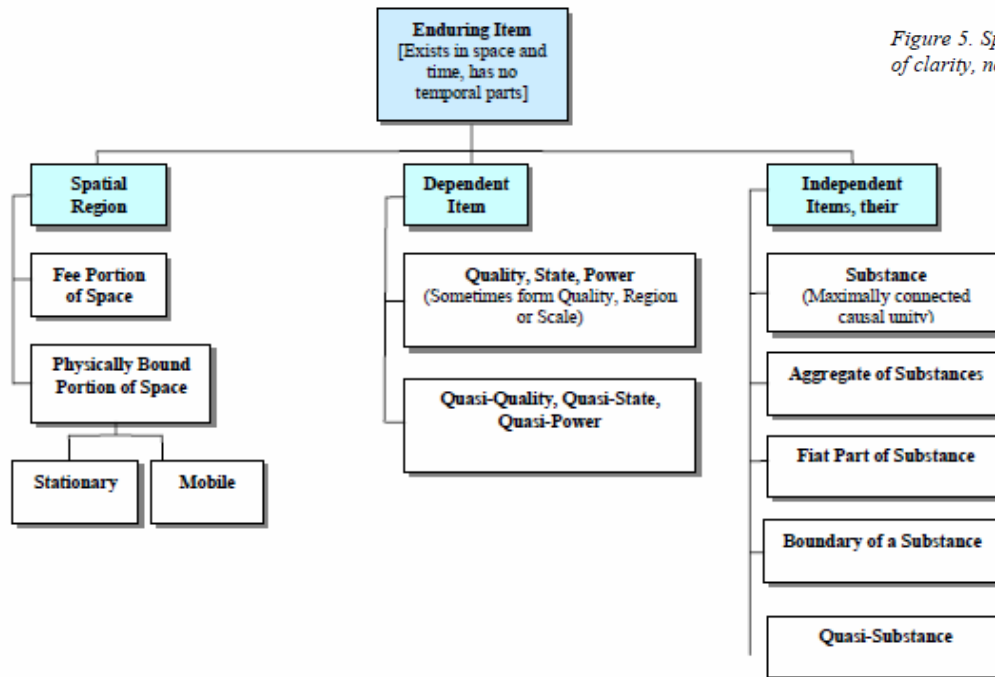 Enduring Item
[Exists in space and
time, has no
temporal parts]
Figure 5. Sp
of clarity, no
Spatial
Region
Dependent
Item
Independent
Items, their
Fee Portion
of Space
Quality, State, Power
(Sometimes form Quality, Region
or Scale)
Substance
(Maximally connected
causal unity)
Physically Bound
Portion of Space
Quasi-Quality, Quasi-State,
Quasi-Power
Aggregate of Substances
Stationary
Mobile
Fiat Part of Substance
Boundary of a Substance
Quasi-Substance